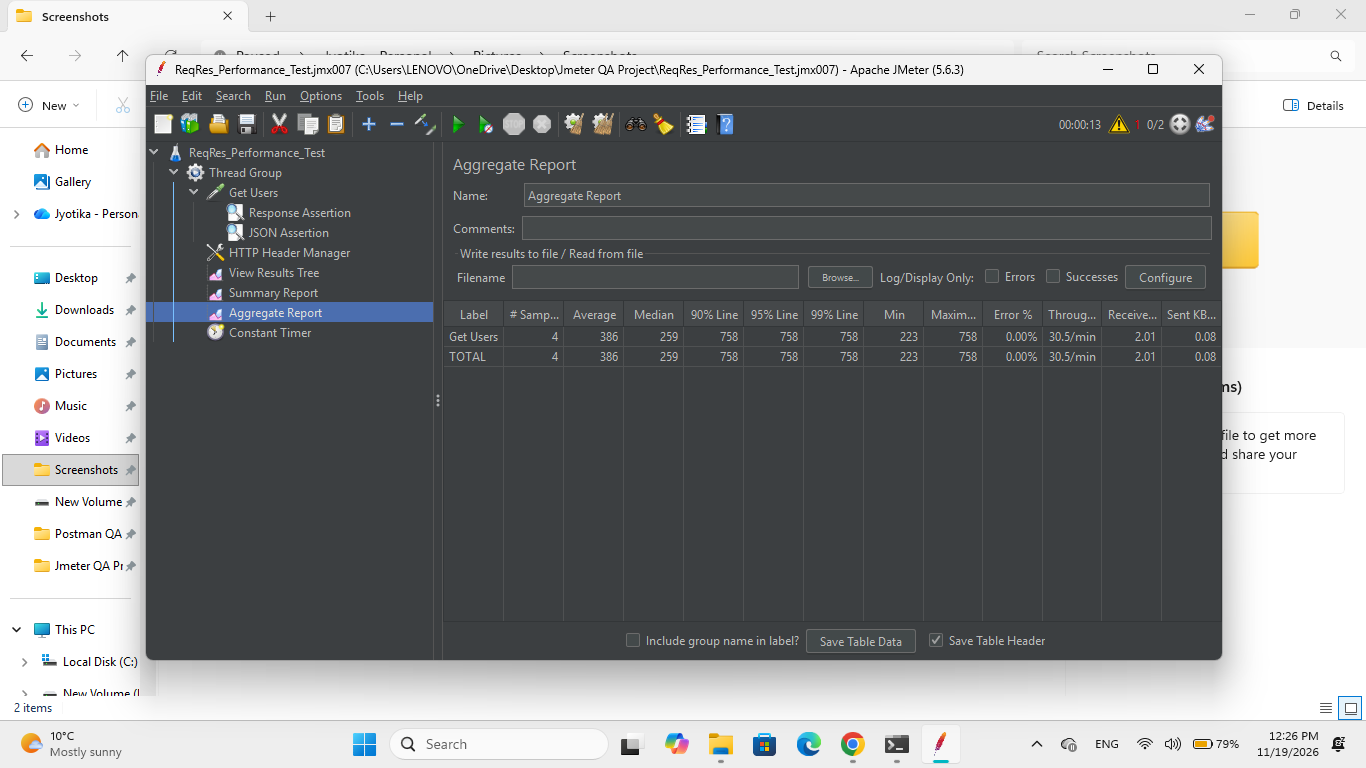 Screenshots
ReqRes_Performance_Test.jmx007 (C:\Users\LENOVO\OneDrive\Desktop\Jmeter QA Project\ReqRes_Performance_Test.jmx007) - Apache JMeter (5.6.3)
File Edit Search Run Options Tools Help
New
Details
00:00:13 1 0/2
Home
Gallery
Jyotika - Persona
Desktop
Downloads
Documents
Pictures
Music
Videos
Screenshots
New Volume
Postman QA
Jmeter QA Pr
This PC
Local Disk (C:)
New Volume (
2 items
ReqRes_Performance_Test
Thread Group
Get Users
Response Assertion
JSON Assertion
HTTP Header Manager
View Results Tree
Summary Report
Aggregate Report
Constant Timer
Aggregate Report
Name: Aggregate Report
Comments:
Write results to file / Read from file
Filename Browse... Log/Display Only: Errors Successes Configure
Label # Samp... Average Median 90% Line 95% Line 99% Line Min Maxim... Error % Throug... Receive... Sent KB...
Get Users 4 386 259 758 758 758 223 758 0.00% 30.5/min 2.01 0.08
TOTAL 4 386 259 758 758 758 223 758 0.00% 30.5/min 2.01 0.08
Include group name in label? Save Table Data Save Table Header
ms)
file to get more
d share your
10°C
Mostly sunny
Search
ENG
79%
12:26 PM
11/19/2026